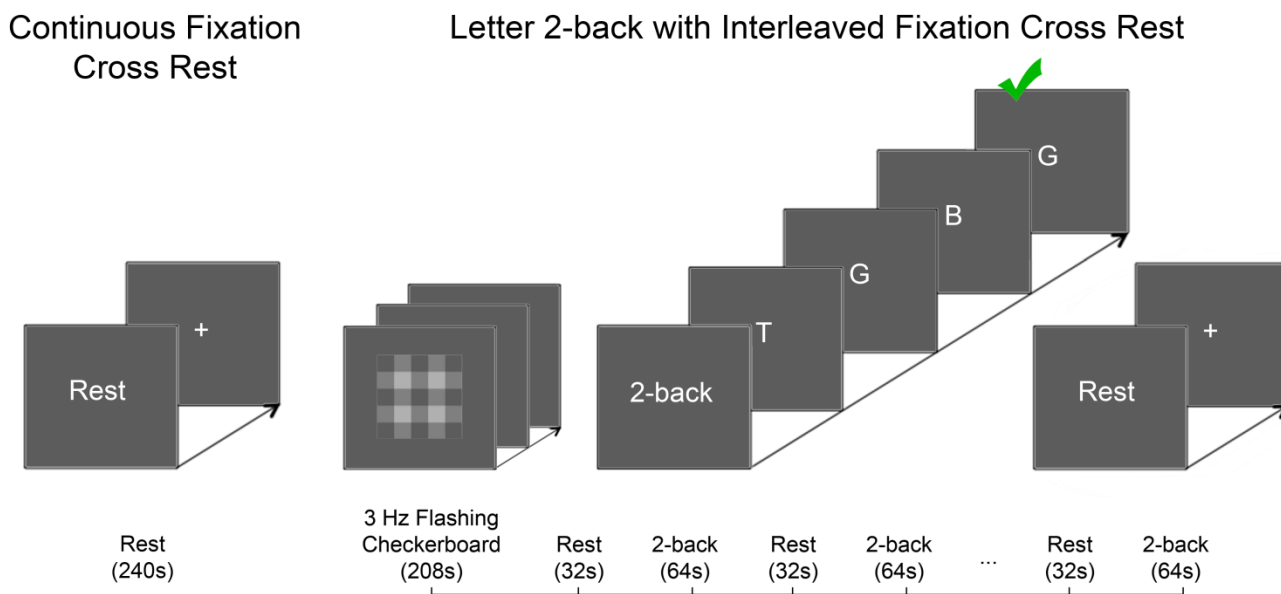 Continuous Fixation
Cross Rest
Letter 2-back with Interleaved Fixation Cross Rest
Rest
+
2-back
T
G
B
G
Rest
+
Rest
(240s)
3 Hz Flashing
Checkerboard
(208s)
Rest
(32s)
2-back
(64s)
Rest
(32s)
2-back
(64s)
...
Rest
(32s)
2-back
(64s)